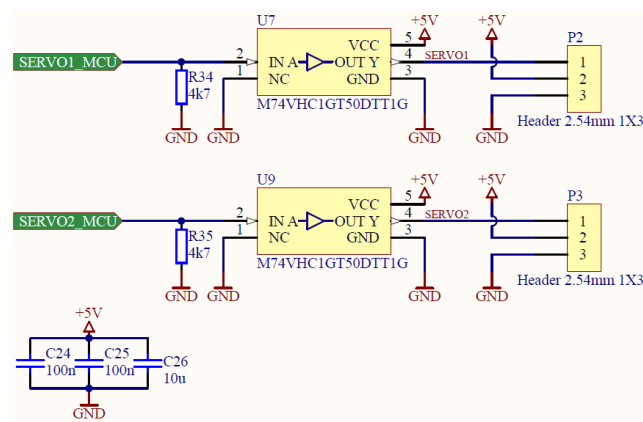 U7
+5V
+5V
P2
SERVO1_MCU
2
IN A
VCC
5
OUT Y
4
SERVO1
1
1
NC
GND
3
2
R34
4k7
3
M74VHC1GT50DTT1G
GND
GND
GND
GND
Header 2.54mm 1X3
U9
+5V
+5V
P3
SERVO2_MCU
2
IN A
VCC
5
OUT Y
4
SERVO2
1
1
NC
GND
3
2
R35
4k7
3
M74VHC1GT50DTT1G
GND
GND
GND
GND
Header 2.54mm 1X3
+5V
C24
100n
C25
100n
C26
10u
GND